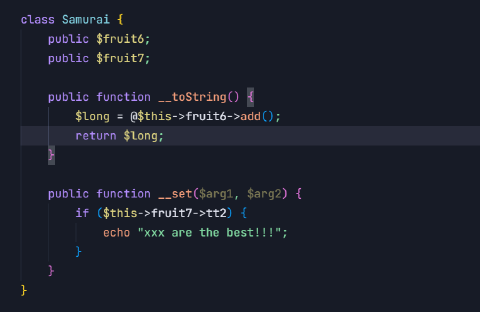 class Samurai {
    public $fruit6;
    public $fruit7;

    public function __toString() {
        $long = @$this->fruit6->add();
        return $long;
    }

    public function __set($arg1, $arg2) {
        if ($this->fruit7->tt2) {
            echo "xxx are the best!!!";
        }
    }
}